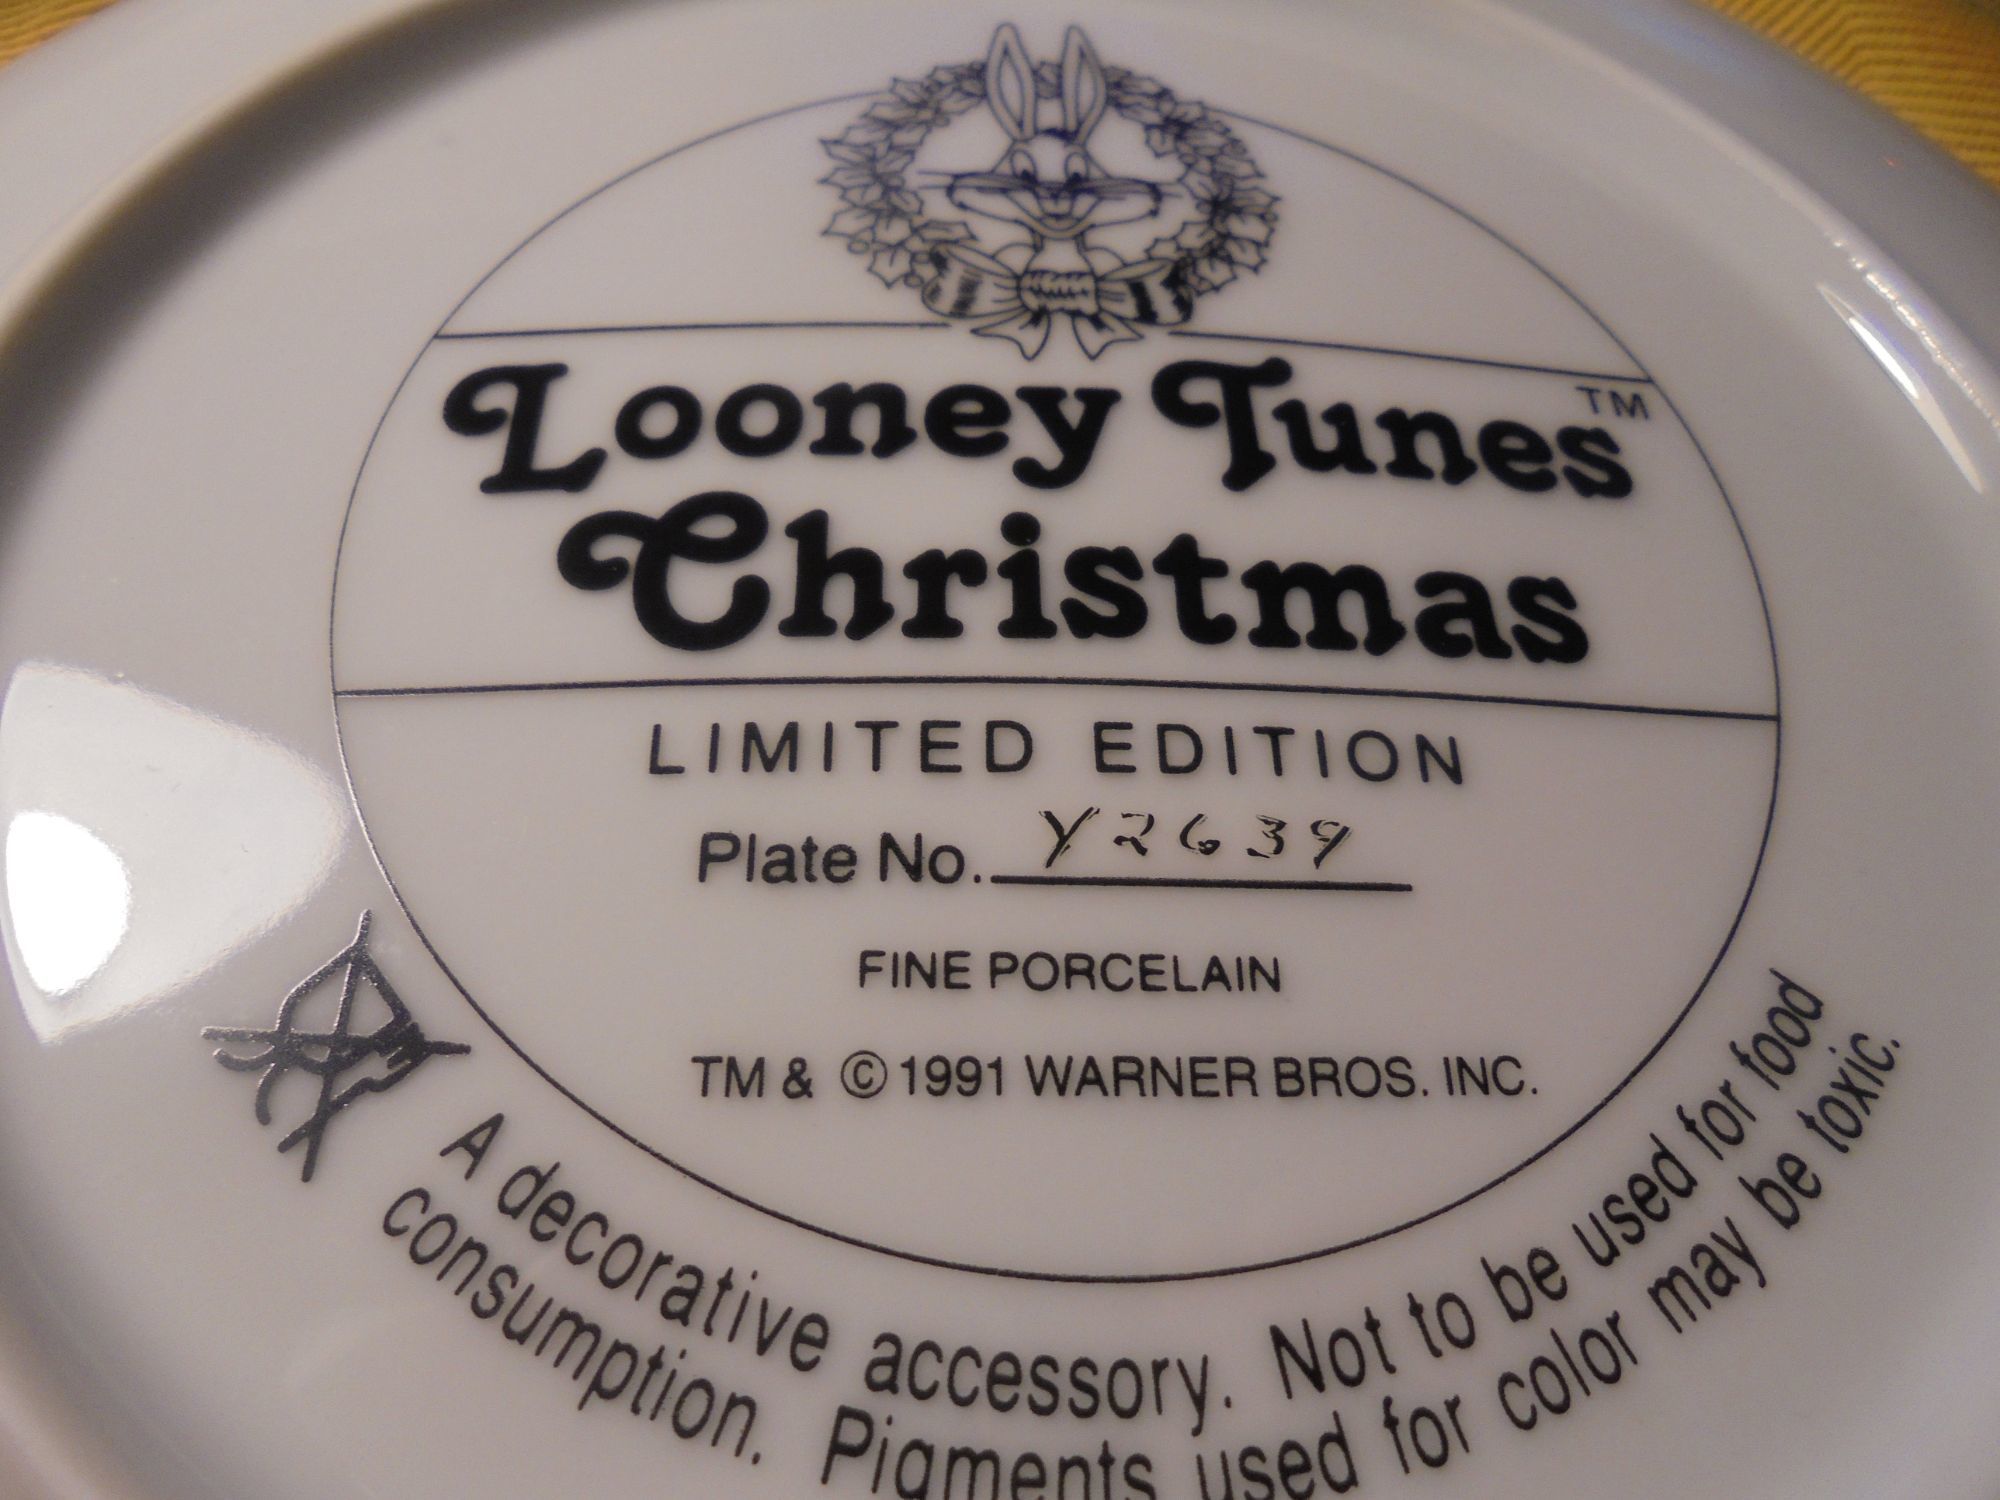 Looney Tunes™
Christmas
LIMITED EDITION
Plate No. Y2639
FINE PORCELAIN
TM & © 1991 WARNER BROS. INC.
A decorative accessory. Not to be used for food
consumption. Pigments used for color may be toxic.